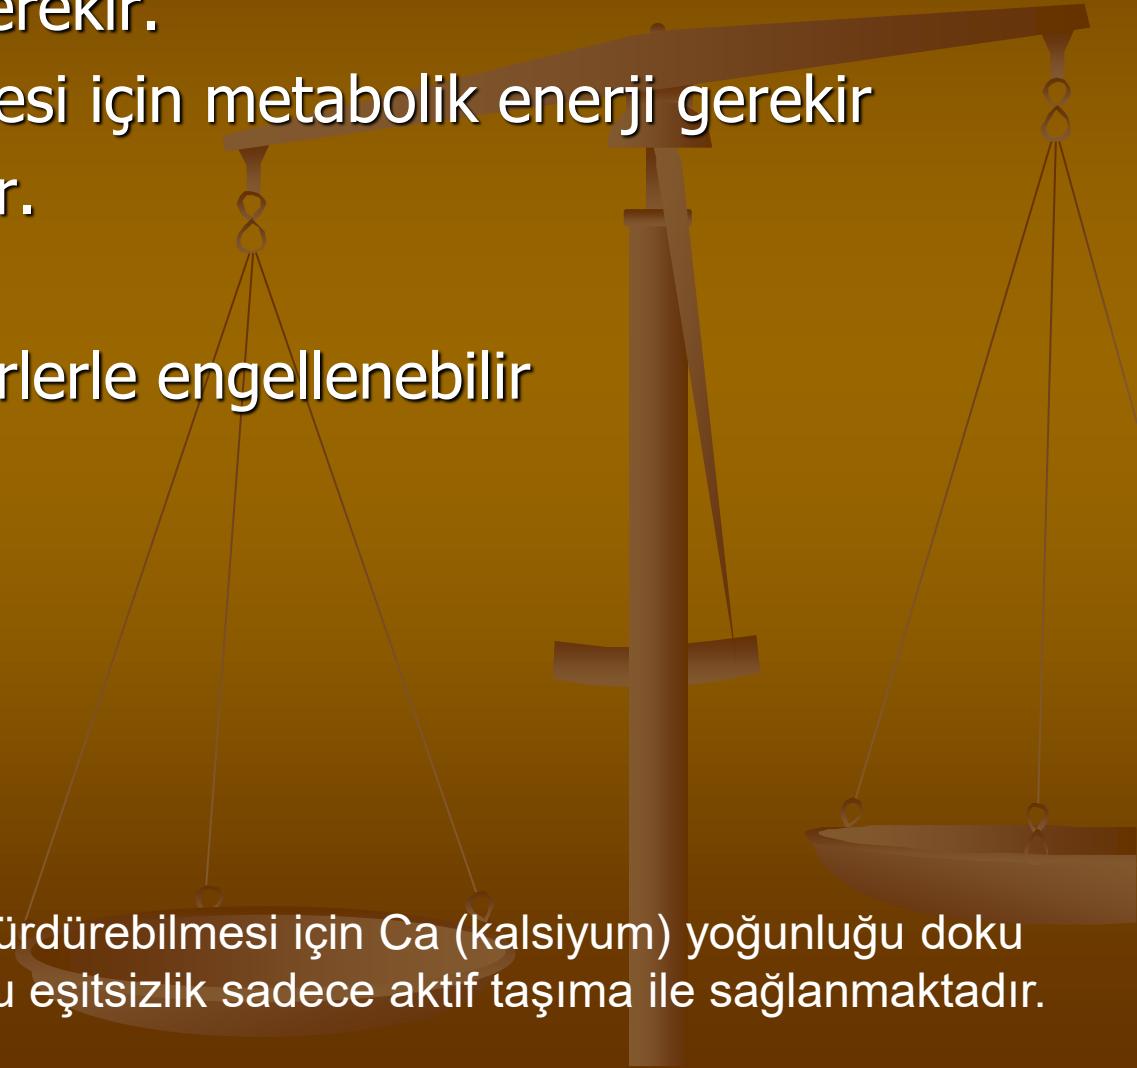 erekir.
esi için metabolik enerji gerekir
r.
rlerle engellenebilir
ürdürebilmesi için Ca (kalsiyum) yoğunluğu doku
u eşitsizlik sadece aktif taşıma ile sağlanmaktadır.